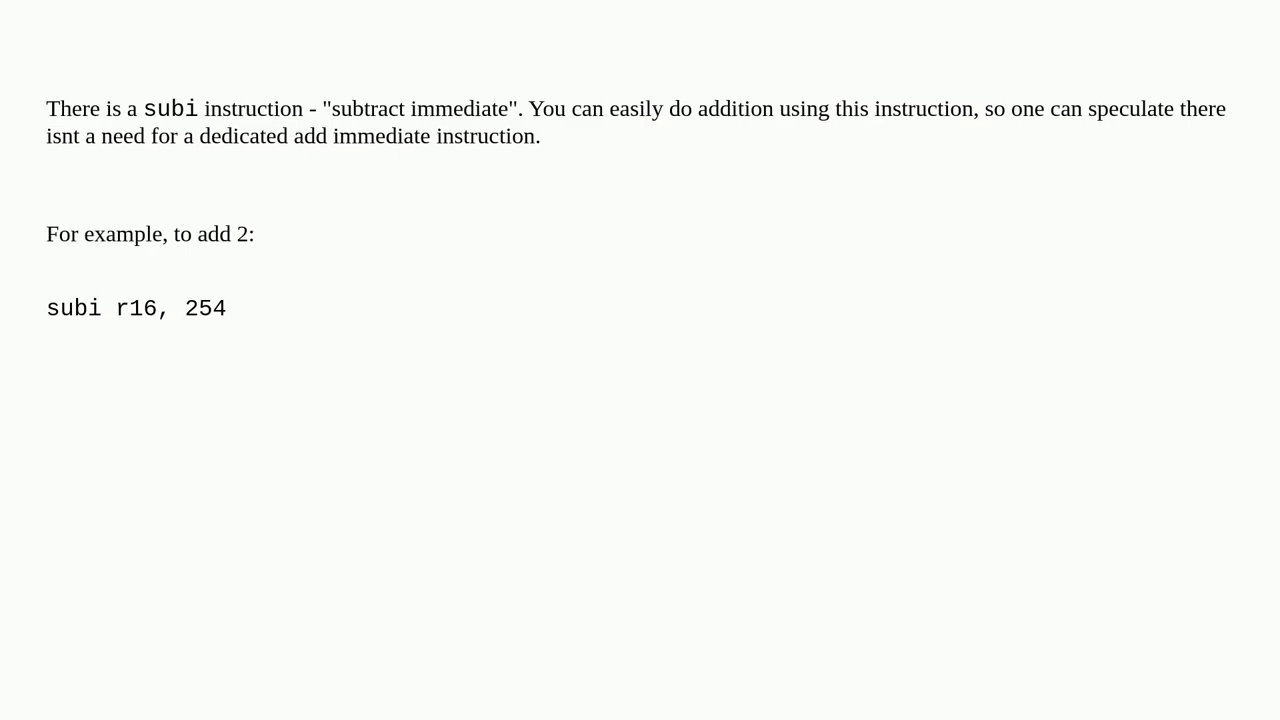 There is a subi instruction - "subtract immediate". You can easily do addition using this instruction, so one can speculate there
isnt a need for a dedicated add immediate instruction.
For example, to add 2:
subi r16, 254